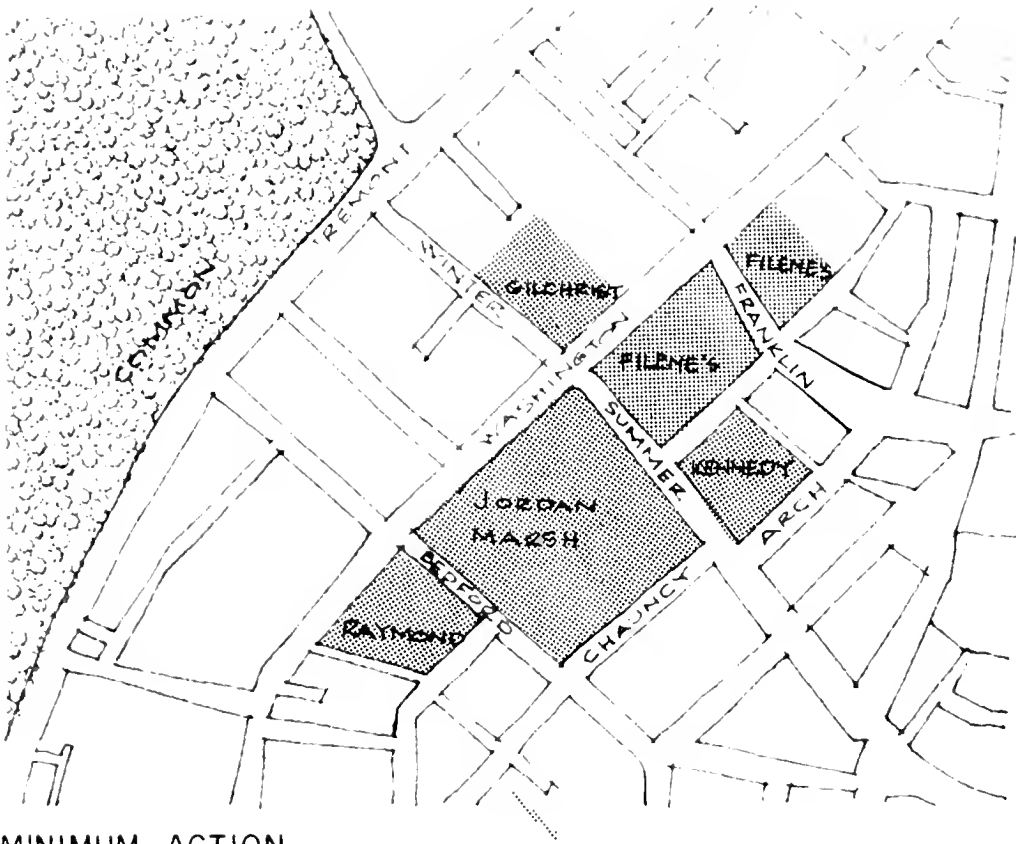 TREMONT
COMMON
WINTER
GILCHRIST
FILENE'S
FRANKLIN
WASHINGTON
FILENE'S
SUMMER
KENNEDY
ARCH
JORDAN
MARSH
BEDFORD
CHAUNCY
RAYMOND
MINIMUM ACTION